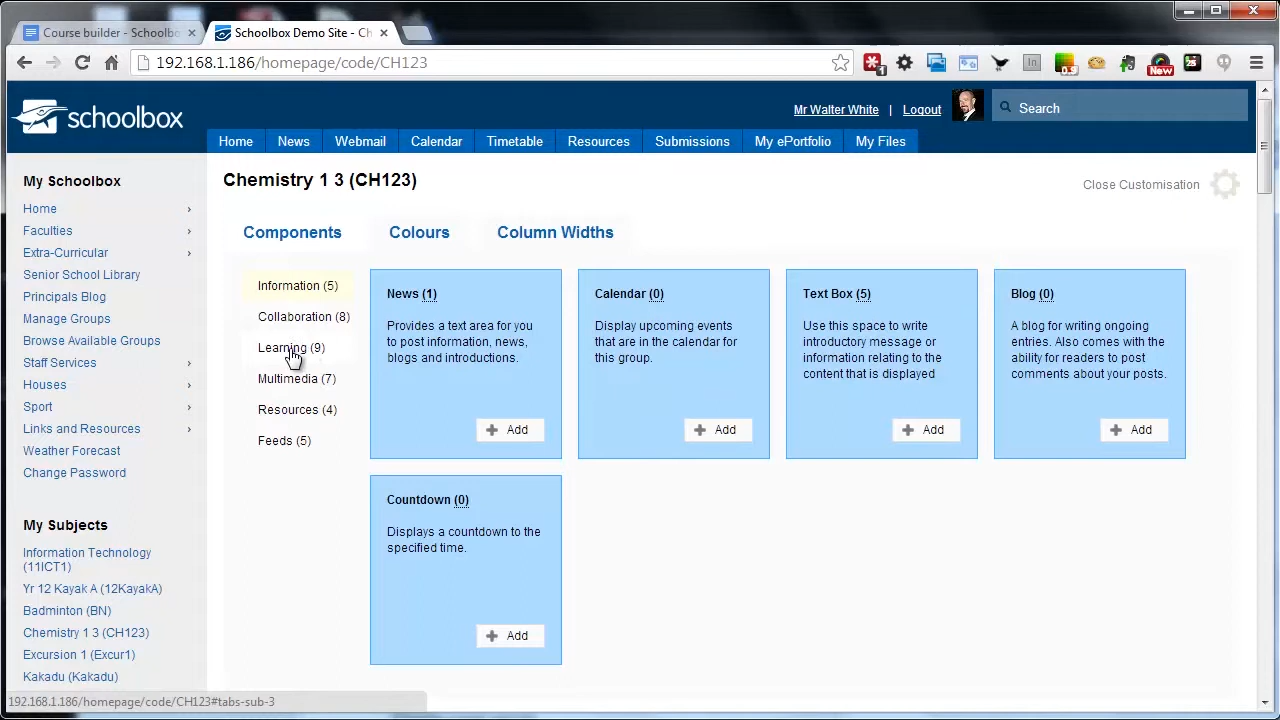 Course builder - Schoolbo
Schoolbox Demo Site - Ch
192.168.1.186/homepage/code/CH123
1
In
0.9
New
25
schoolbox
Mr Walter White | Logout
Search
Home
News
Webmail
Calendar
Timetable
Resources
Submissions
My ePortfolio
My Files
My Schoolbox
Home
Faculties
Extra-Curricular
Senior School Library
Principals Blog
Manage Groups
Browse Available Groups
Staff Services
Houses
Sport
Links and Resources
Weather Forecast
Change Password
My Subjects
Information Technology
(11ICT1)
Yr 12 Kayak A (12KayakA)
Badminton (BN)
Chemistry 1 3 (CH123)
Excursion 1 (Excur1)
Kakadu (Kakadu)
Chemistry 1 3 (CH123)
Close Customisation
Components
Colours
Column Widths
Information (5)
Collaboration (8)
Learning (9)
Multimedia (7)
Resources (4)
Feeds (5)
News (1)
Provides a text area for you
to post information, news,
blogs and introductions.
Add
Calendar (0)
Display upcoming events
that are in the calendar for
this group.
Add
Text Box (5)
Use this space to write
introductory message or
information relating to the
content that is displayed
Add
Blog (0)
A blog for writing ongoing
entries. Also comes with the
ability for readers to post
comments about your posts.
Add
Countdown (0)
Displays a countdown to the
specified time.
Add
192.168.1.186/homepage/code/CH123#tabs-sub-3